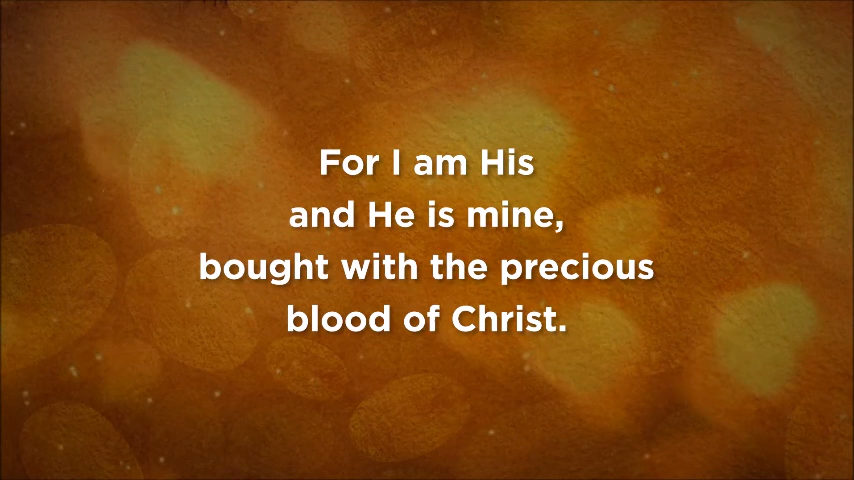 For I am His
and He is mine,
bought with the precious
blood of Christ.